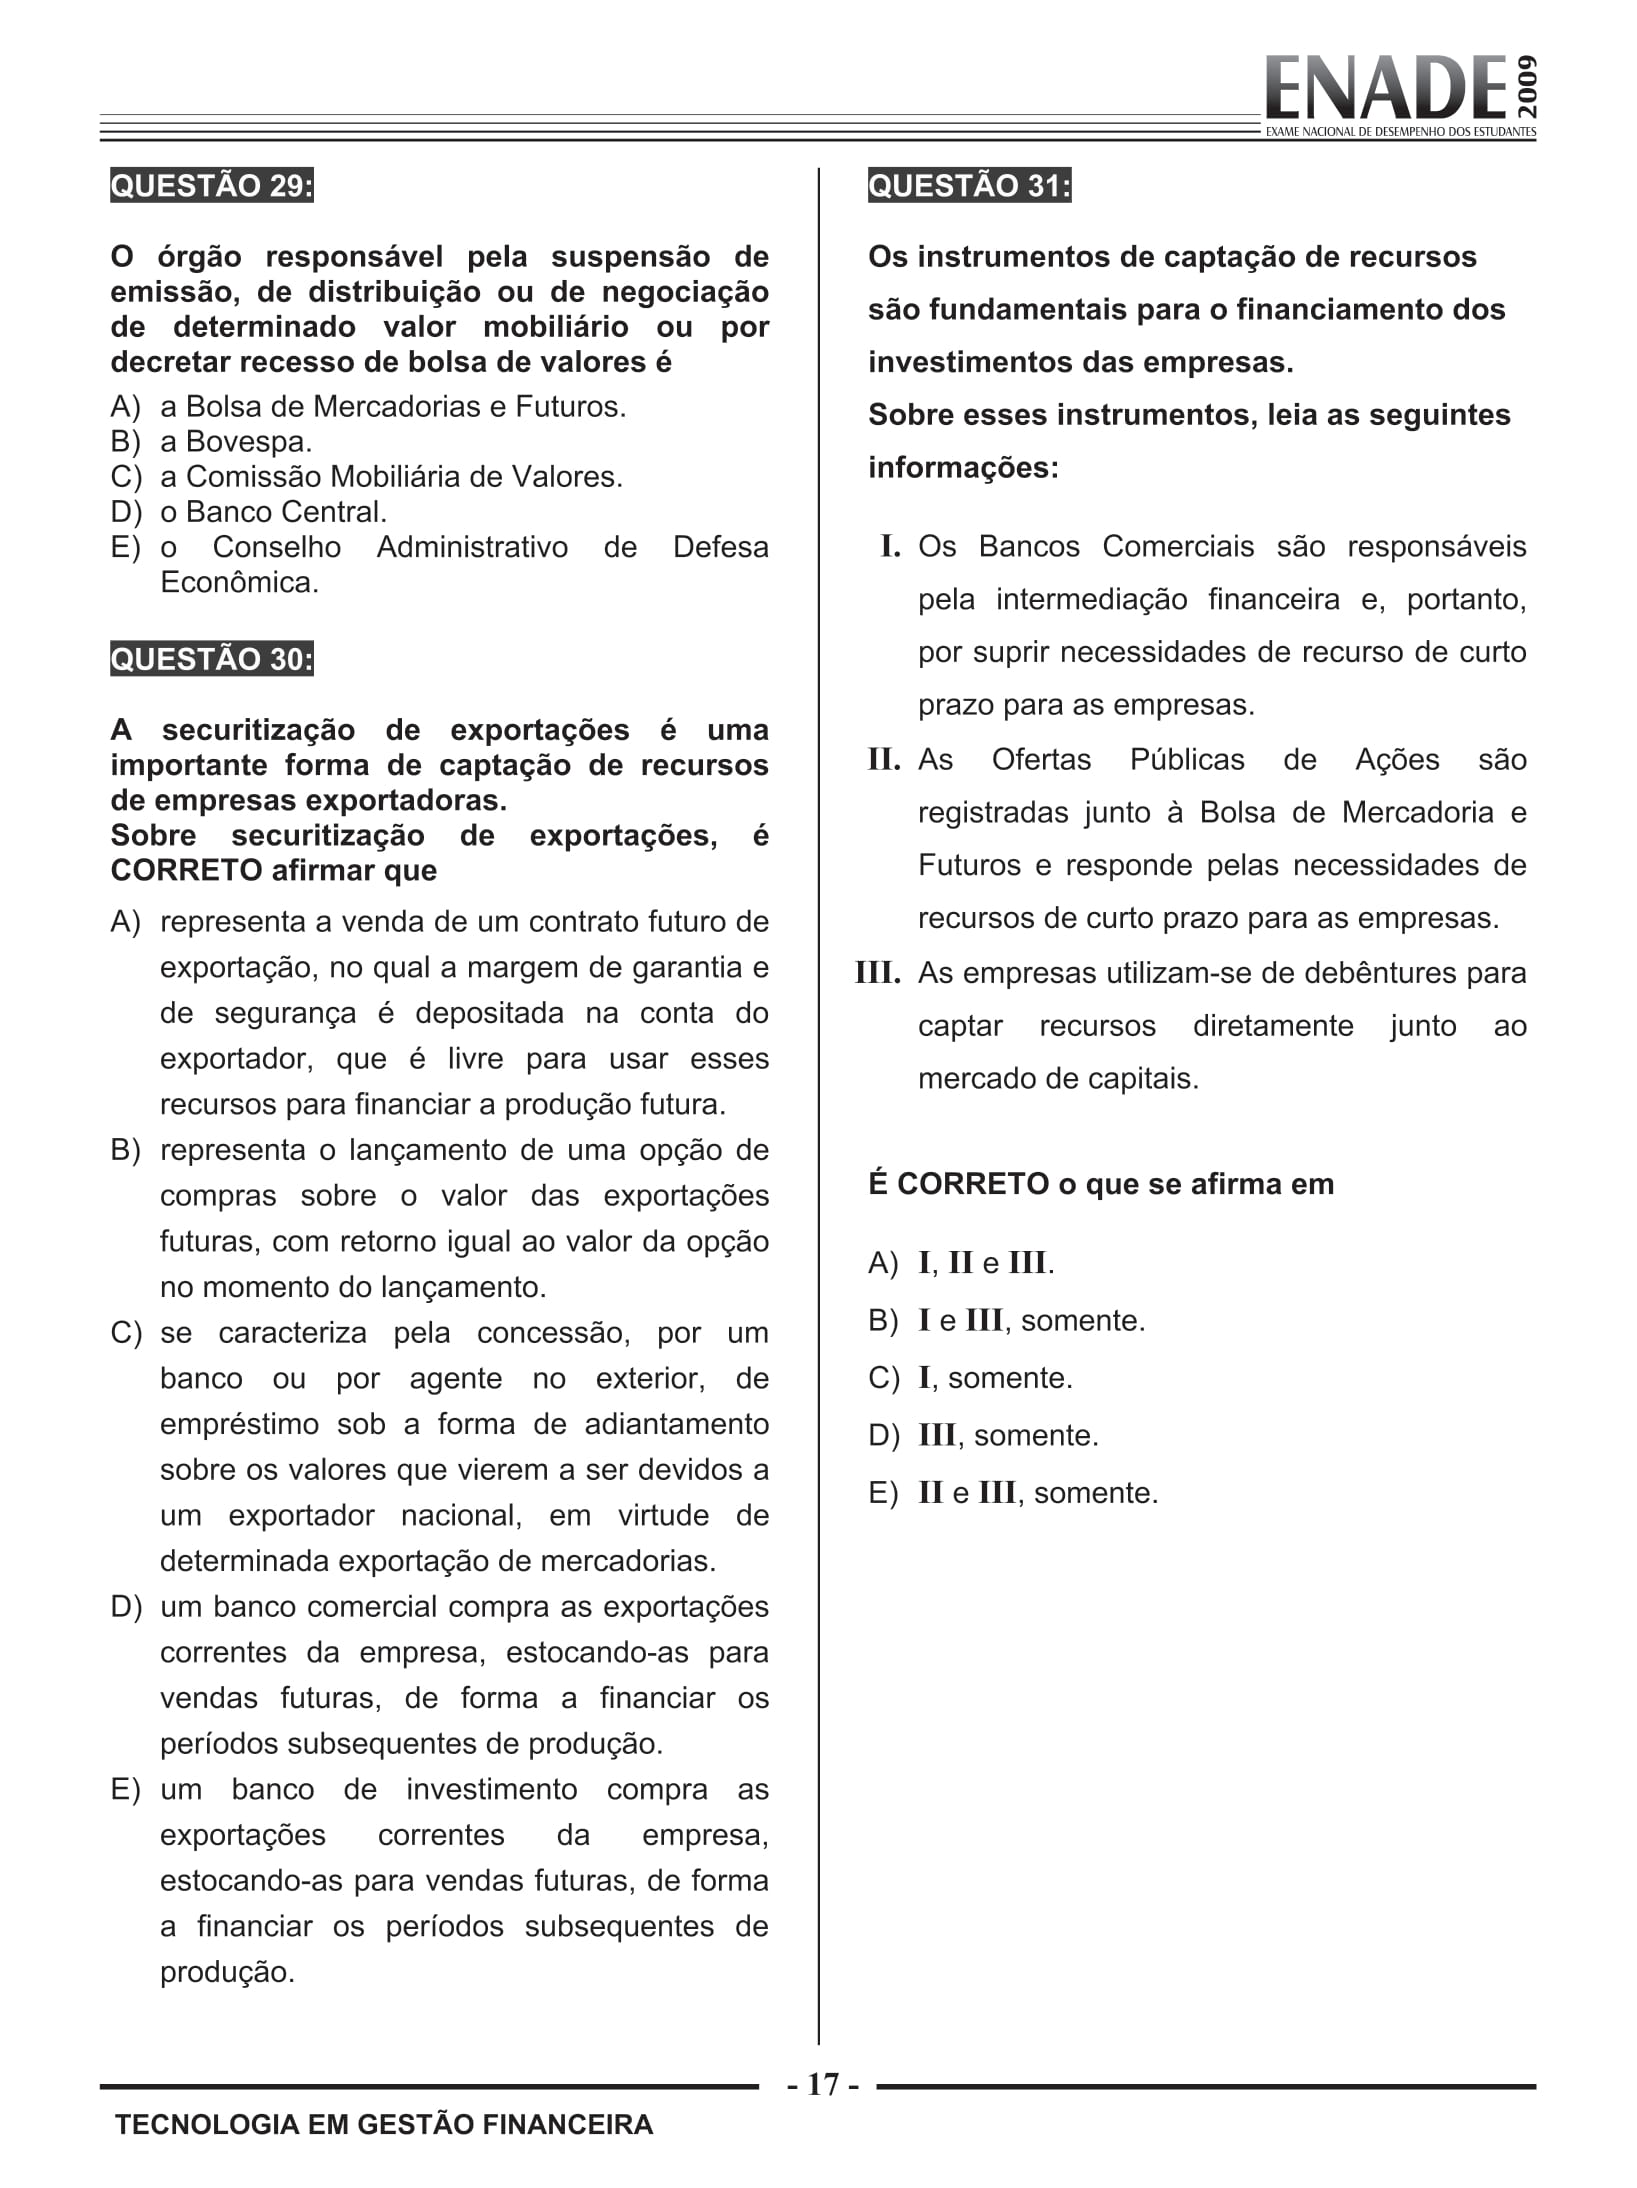 ENADE 2009
EXAME NACIONAL DE DESEMPENHO DOS ESTUDANTES
QUESTÃO 29:
O órgão responsável pela suspensão de
emissão, de distribuição ou de negociação
de determinado valor mobiliário ou por
decretar recesso de bolsa de valores é
A) a Bolsa de Mercadorias e Futuros.
B) a Bovespa.
C) a Comissão Mobiliária de Valores.
D) o Banco Central.
E) o Conselho Administrativo de Defesa
Econômica.
QUESTÃO 30:
A securitização de exportações é uma
importante forma de captação de recursos
de empresas exportadoras.
Sobre securitização de exportações, é
CORRETO afirmar que
A) representa a venda de um contrato futuro de
exportação, no qual a margem de garantia e
de segurança é depositada na conta do
exportador, que é livre para usar esses
recursos para financiar a produção futura.
B) representa o lançamento de uma opção de
compras sobre o valor das exportações
futuras, com retorno igual ao valor da opção
no momento do lançamento.
C) se caracteriza pela concessão, por um
banco ou por agente no exterior, de
empréstimo sob a forma de adiantamento
sobre os valores que vierem a ser devidos a
um exportador nacional, em virtude de
determinada exportação de mercadorias.
D) um banco comercial compra as exportações
correntes da empresa, estocando-as para
vendas futuras, de forma a financiar os
períodos subsequentes de produção.
E) um banco de investimento compra as
exportações correntes da empresa,
estocando-as para vendas futuras, de forma
a financiar os períodos subsequentes de
produção.
QUESTÃO 31:
Os instrumentos de captação de recursos
são fundamentais para o financiamento dos
investimentos das empresas.
Sobre esses instrumentos, leia as seguintes
informações:
I. Os Bancos Comerciais são responsáveis
pela intermediação financeira e, portanto,
por suprir necessidades de recurso de curto
prazo para as empresas.
II. As Ofertas Públicas de Ações são
registradas junto à Bolsa de Mercadoria e
Futuros e responde pelas necessidades de
recursos de curto prazo para as empresas.
III. As empresas utilizam-se de debêntures para
captar recursos diretamente junto ao
mercado de capitais.
É CORRETO o que se afirma em
A) I, II e III.
B) I e III, somente.
C) I, somente.
D) III, somente.
E) II e III, somente.
- 17 -
TECNOLOGIA EM GESTÃO FINANCEIRA